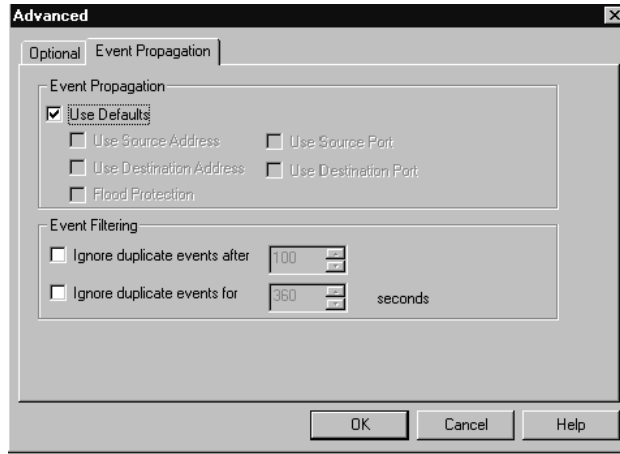 Advanced
Optional Event Propagation
Event Propagation
Use Defaults
Use Source Address Use Source Port
Use Destination Address Use Destination Port
Flood Protection
Event Filtering
Ignore duplicate events after 100
Ignore duplicate events for 360 seconds
OK Cancel Help